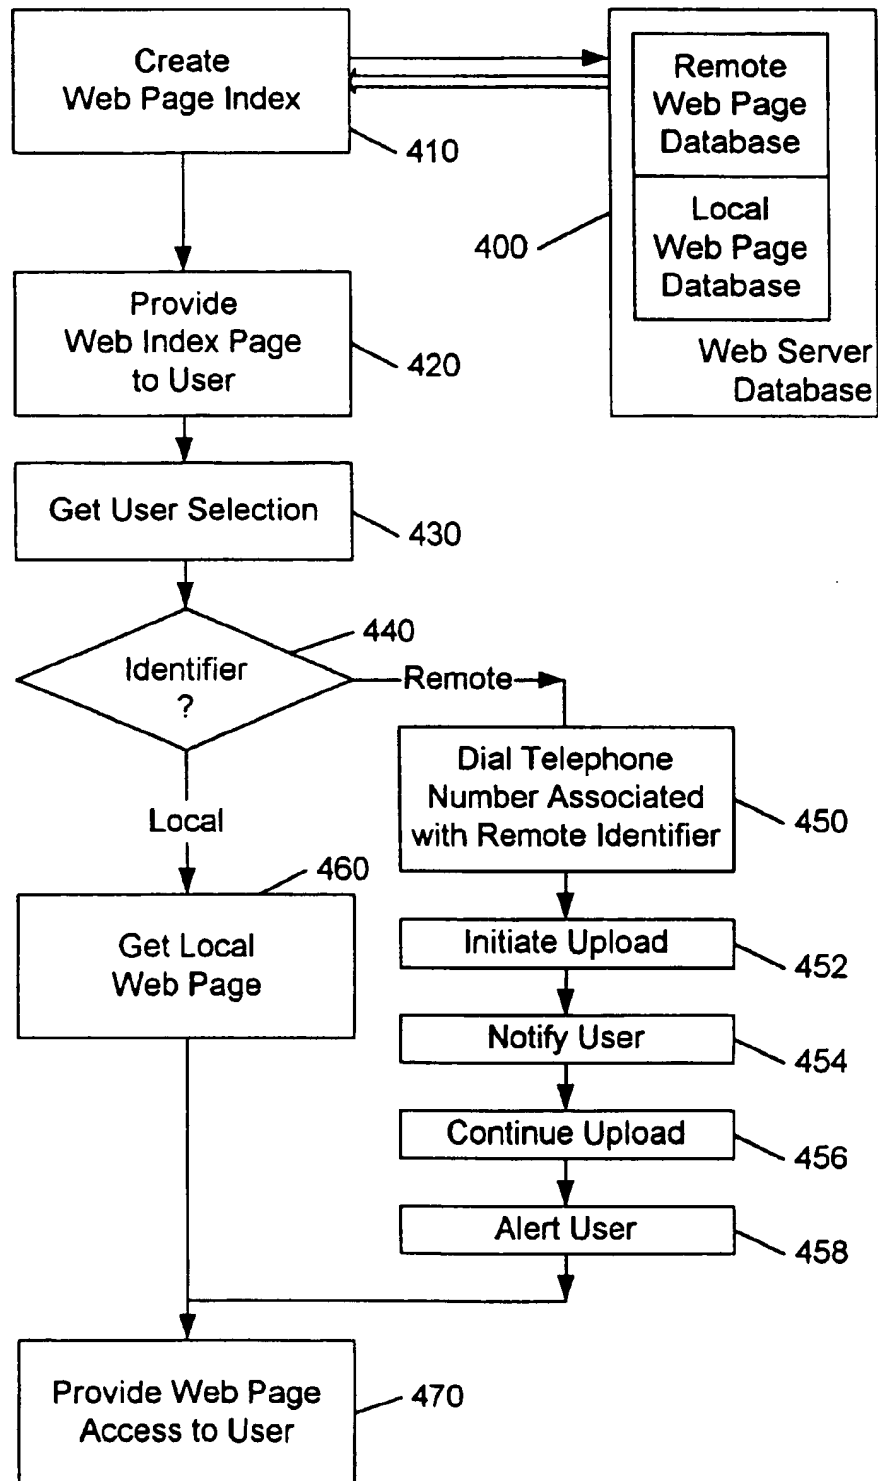 Create
Web Page Index
410
Remote
Web Page
Database
Local
Web Page
Database
400
Web Server
Database
Provide
Web Index Page
to User
420
Get User Selection
430
440
Identifier
?
Remote
Local
Dial Telephone
Number Associated
with Remote Identifier
450
460
Get Local
Web Page
Initiate Upload
452
Notify User
454
Continue Upload
456
Alert User
458
Provide Web Page
Access to User
470